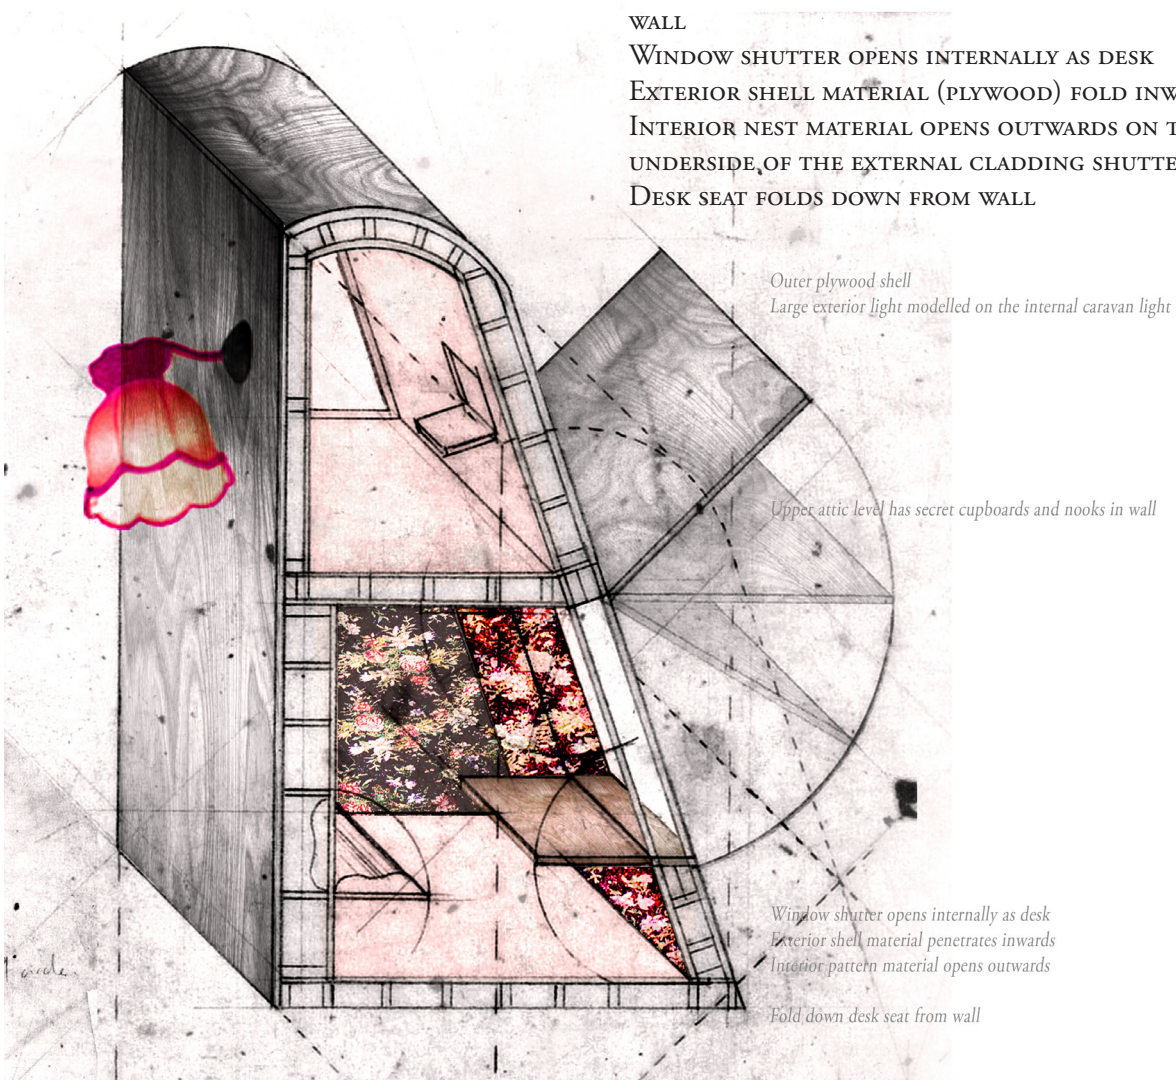 WALL
WINDOW SHUTTER OPENS INTERNALLY AS DESK
EXTERIOR SHELL MATERIAL (PLYWOOD) FOLD
INTERIOR NEST MATERIAL OPENS OUTWARDS ON
UNDERSIDE OF THE EXTERNAL CLADDING
DESK SEAT FOLDS DOWN FROM WALL
Outer plywood shell
Large exterior light modelled on the internal caravan light
Upper attic level has secret cupboards and nooks in wall
Window shutter opens internally as desk
Exterior shell material penetrates inwards
Interior pattern material opens outwards
Fold down desk seat from wall